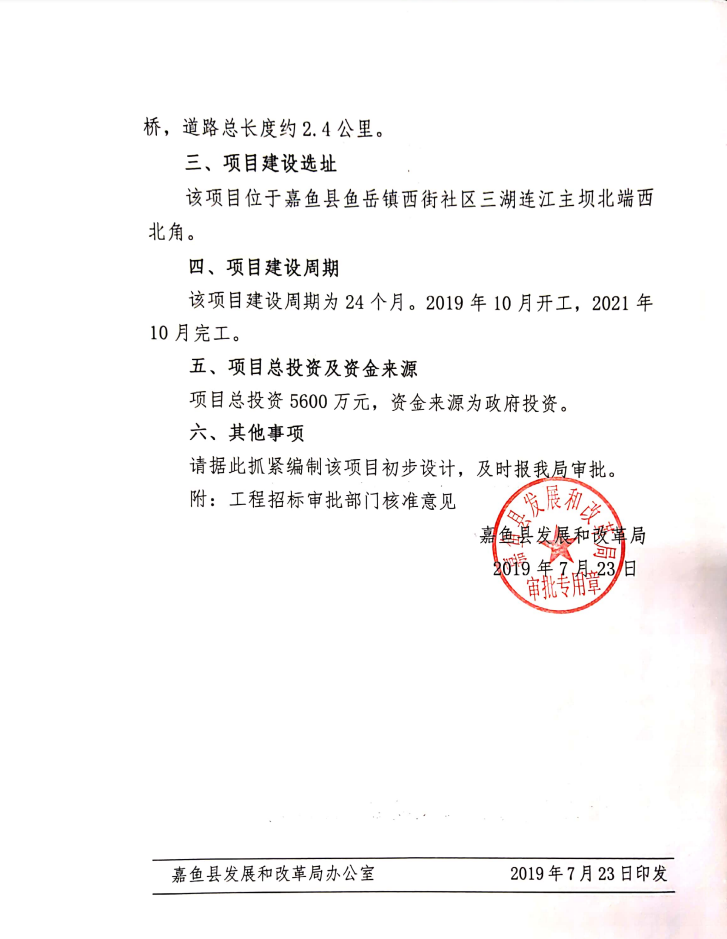 桥，道路总长度约2.4公里。
三、项目建设选址
该项目位于嘉鱼县鱼岳镇西街社区三湖连江主坝北端西
北角。
四、项目建设周期
该项目建设周期为24个月。2019年10月开工，2021年
10月完工。
五、项目总投资及资金来源
项目总投资5600万元，资金来源为政府投资。
六、其他事项
请据此抓紧编制该项目初步设计，及时报我局审批。
附：工程招标审批部门核准意见
嘉鱼县发展和改革局
2019年7月23日
嘉鱼县发展和改革局
审批专用章
嘉鱼县发展和改革局办公室 2019年7月23日印发